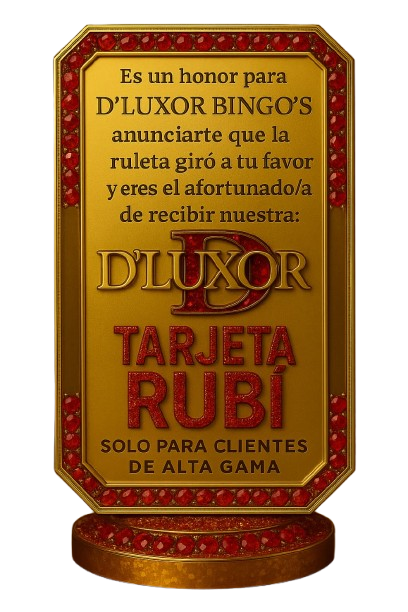 Es un honor para
D'LUXOR BINGO'S
anunciarte que la
ruleta giró a tu favor
y eres el afortunado/a
de recibir nuestra:
D
D'LUXOR
TARJETA
RUBÍ
SOLO PARA CLIENTES
DE ALTA GAMA